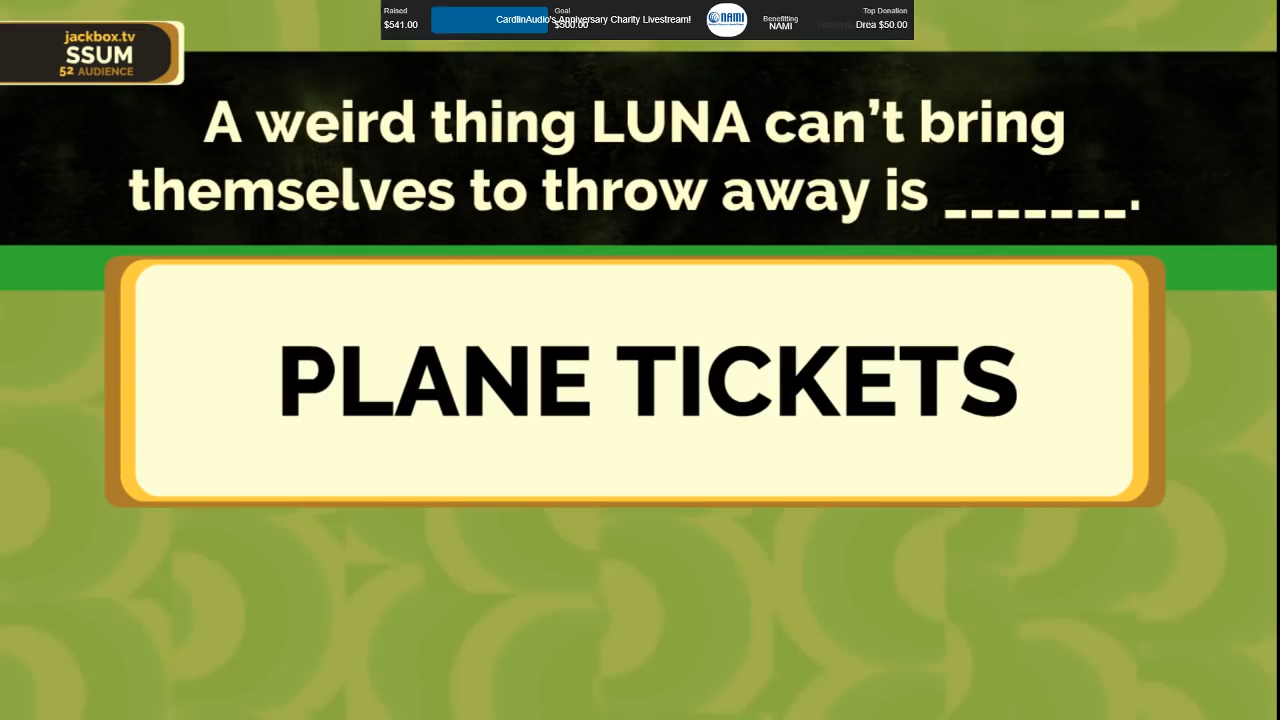 Raised
$541.00
CardlinAudio's Anniversary Charity Livestream!
Goal
$500.00
NAMI
Benefitting
NAMI
Top Donation
Drea $50.00
jackbox.tv
SSUM
52 AUDIENCE
A weird thing LUNA can't bring
themselves to throw away is _______.
PLANE TICKETS